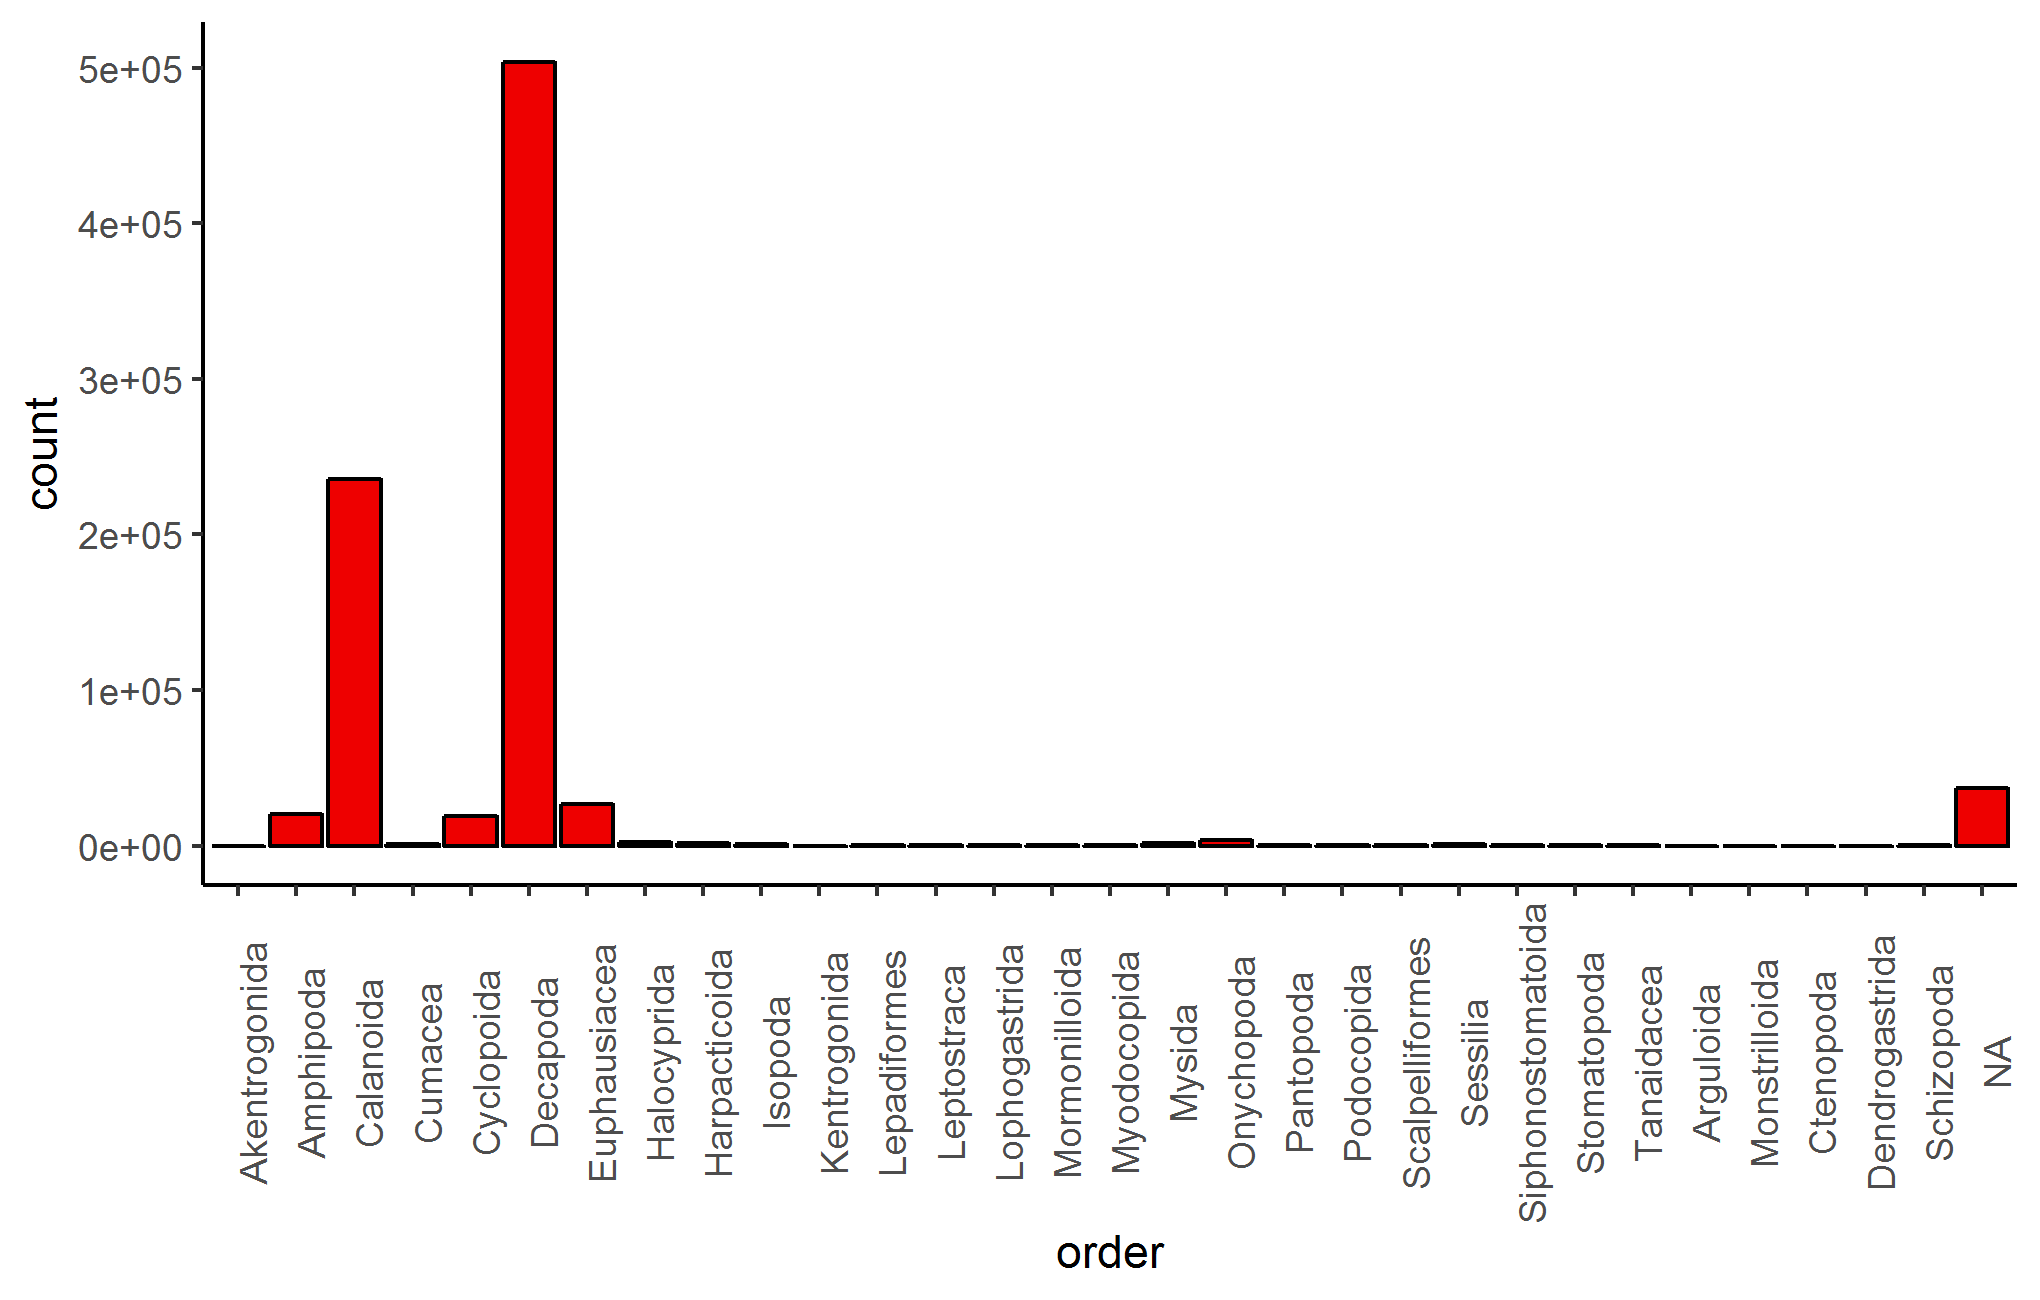 count
5e+05
4e+05
3e+05
2e+05
1e+05
0e+00
Akentrogonida
Amphipoda
Calanoida
Cumacea
Cyclopoida
Decapoda
Euphausiacea
Halocyprida
Harpacticoida
Isopoda
Kentrogonida
Lepadiformes
Leptostraca
Lophogastrida
Mormonilloida
Myodocopida
Mysida
Onychopoda
Pantopoda
Podocopida
Scalpelliformes
Sessilia
Siphonostomatoida
Stomatopoda
Tanaidacea
Arguloida
Monstrilloida
Ctenopoda
Dendrogastrida
Schizopoda
NA
order